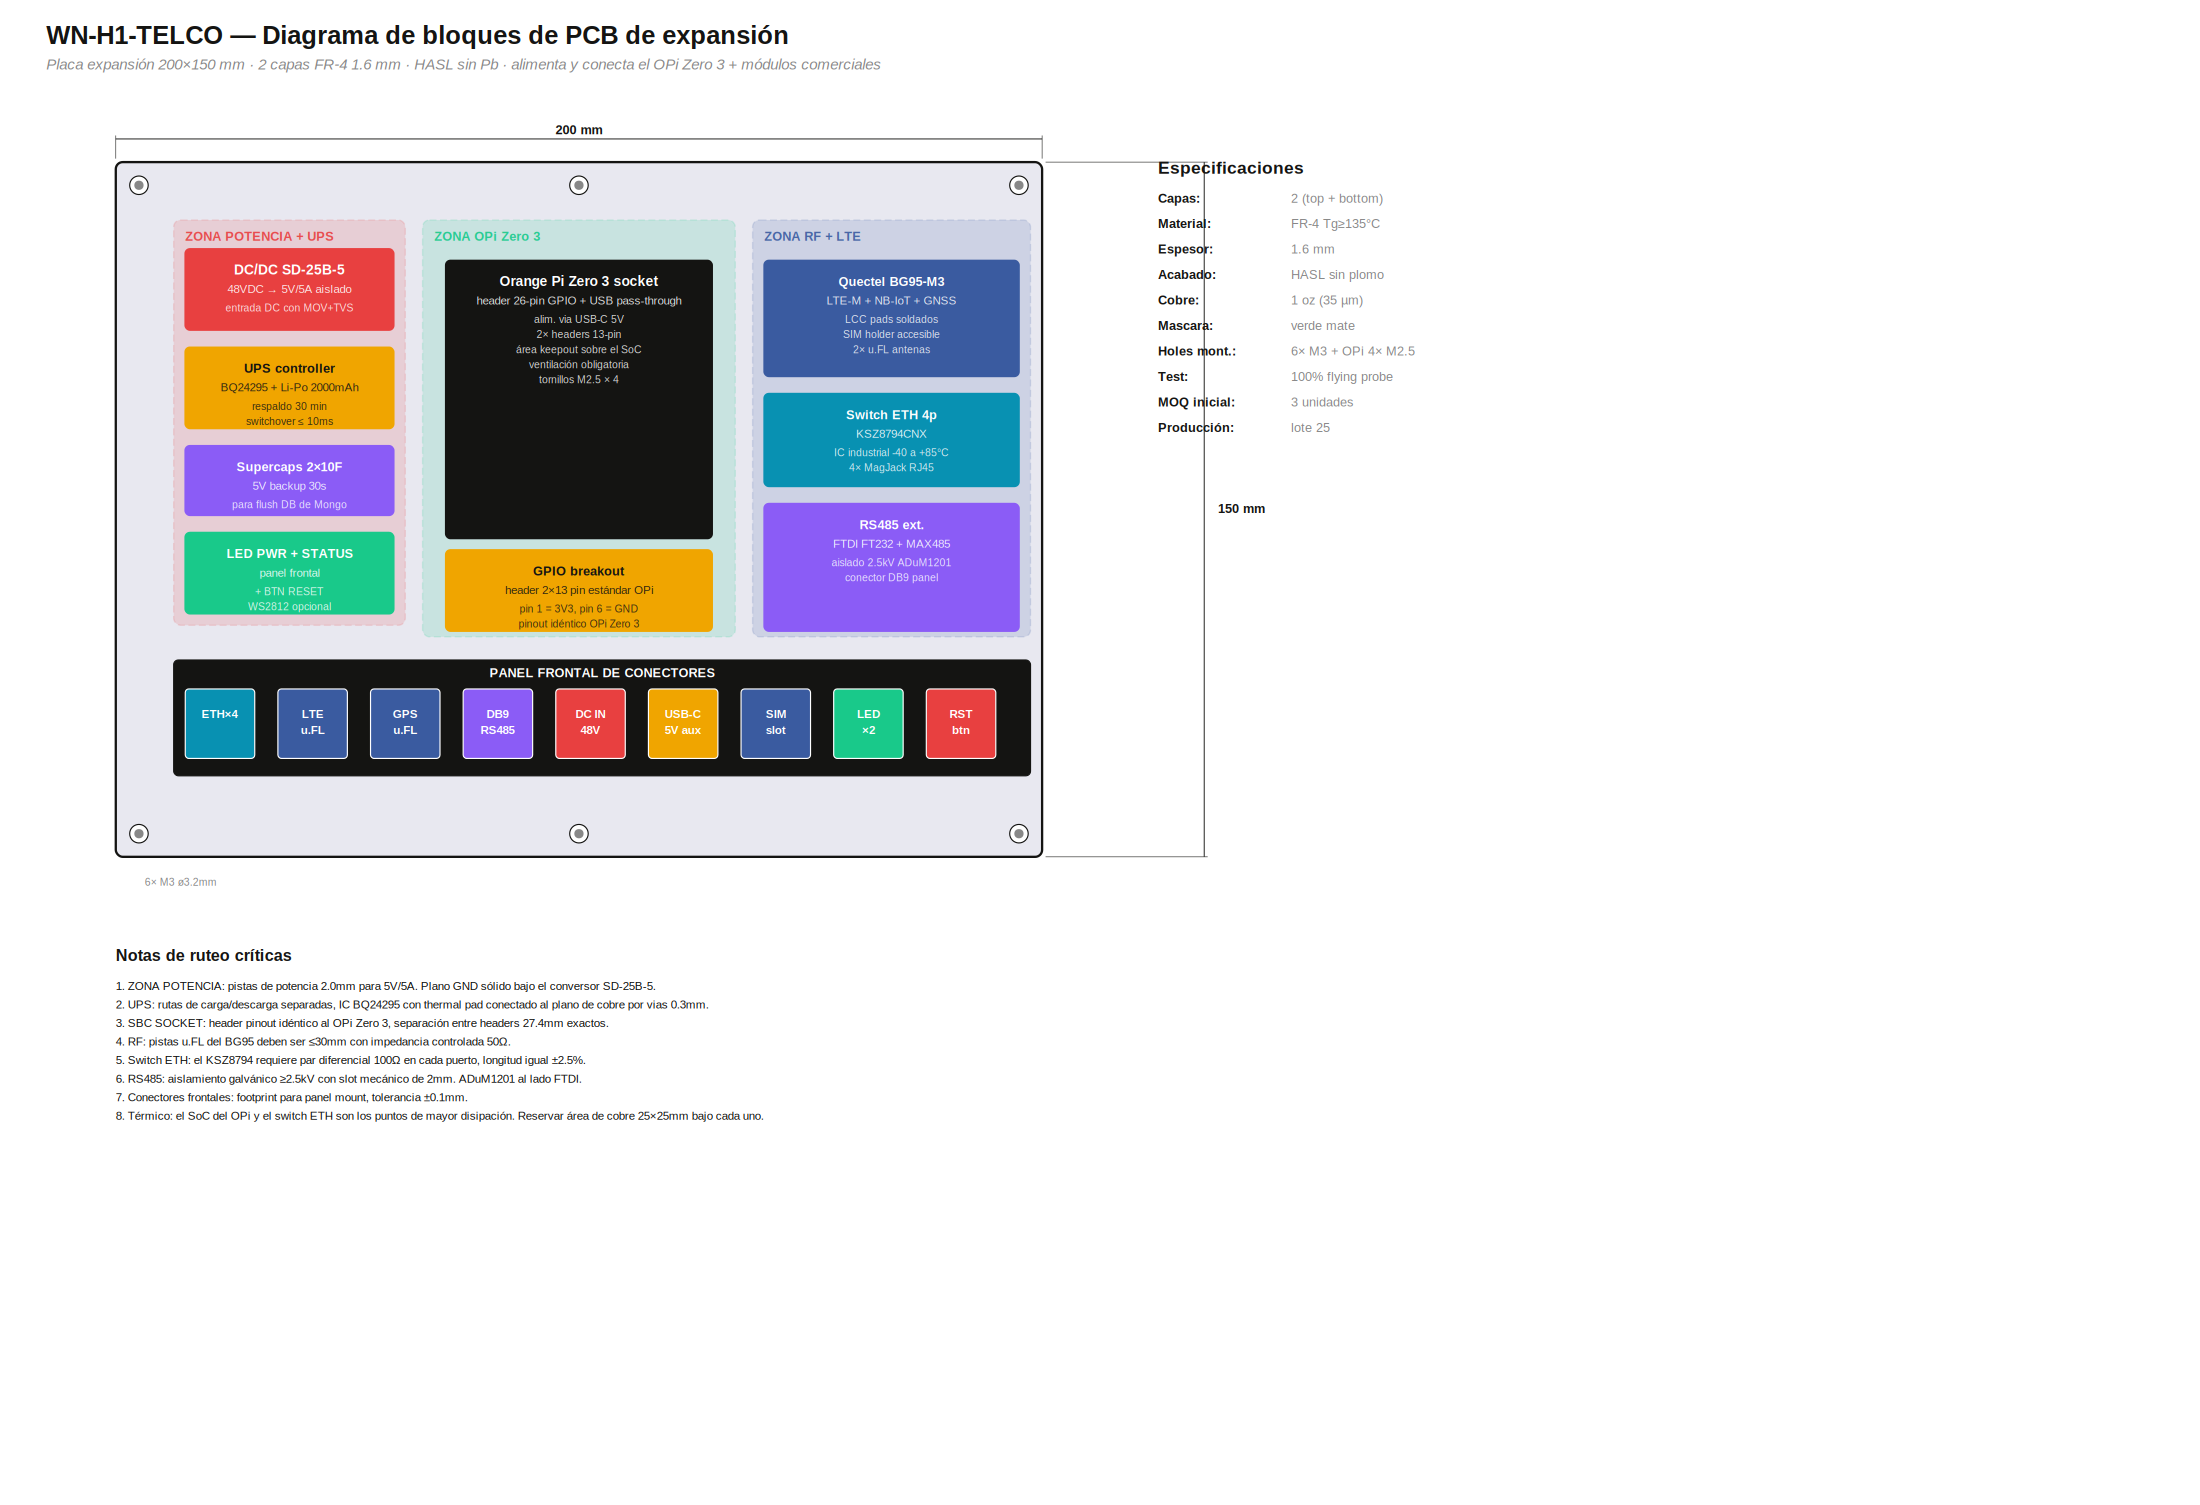 WN-H1-TELCO — Diagrama de bloques de PCB de expansión
Placa expansión 200×150 mm · 2 capas FR-4 1.6 mm · HASL sin Pb · alimenta y conecta el OPi Zero 3 + módulos comerciales
200 mm
ZONA POTENCIA + UPS
DC/DC SD-25B-5
48VDC → 5V/5A aislado
entrada DC con MOV+TVS
UPS controller
BQ24295 + Li-Po 2000mAh
respaldo 30 min
switchover ≤ 10ms
Supercaps 2×10F
5V backup 30s
para flush DB de Mongo
LED PWR + STATUS
panel frontal
+ BTN RESET
WS2812 opcional
ZONA OPi Zero 3
Orange Pi Zero 3 socket
header 26-pin GPIO + USB pass-through
alim. via USB-C 5V
2× headers 13-pin
área keepout sobre el SoC
ventilación obligatoria
tornillos M2.5 × 4
GPIO breakout
header 2×13 pin estándar OPi
pin 1 = 3V3, pin 6 = GND
pinout idéntico OPi Zero 3
ZONA RF + LTE
Quectel BG95-M3
LTE-M + NB-IoT + GNSS
LCC pads soldados
SIM holder accesible
2× u.FL antenas
Switch ETH 4p
KSZ8794CNX
IC industrial -40 a +85°C
4× MagJack RJ45
RS485 ext.
FTDI FT232 + MAX485
aislado 2.5kV ADuM1201
conector DB9 panel
PANEL FRONTAL DE CONECTORES
ETH×4
LTE
u.FL
GPS
u.FL
DB9
RS485
DC IN
48V
USB-C
5V aux
SIM
slot
LED
×2
RST
btn
6× M3 ø3.2mm
150 mm
Especificaciones
Capas: 2 (top + bottom)
Material: FR-4 Tg≥135°C
Espesor: 1.6 mm
Acabado: HASL sin plomo
Cobre: 1 oz (35 µm)
Mascara: verde mate
Holes mont.: 6× M3 + OPi 4× M2.5
Test: 100% flying probe
MOQ inicial: 3 unidades
Producción: lote 25
Notas de ruteo críticas
1. ZONA POTENCIA: pistas de potencia 2.0mm para 5V/5A. Plano GND sólido bajo el conversor SD-25B-5.
2. UPS: rutas de carga/descarga separadas, IC BQ24295 con thermal pad conectado al plano de cobre por vias 0.3mm.
3. SBC SOCKET: header pinout idéntico al OPi Zero 3, separación entre headers 27.4mm exactos.
4. RF: pistas u.FL del BG95 deben ser ≤30mm con impedancia controlada 50Ω.
5. Switch ETH: el KSZ8794 requiere par diferencial 100Ω en cada puerto, longitud igual ±2.5%.
6. RS485: aislamiento galvánico ≥2.5kV con slot mecánico de 2mm. ADuM1201 al lado FTDI.
7. Conectores frontales: footprint para panel mount, tolerancia ±0.1mm.
8. Térmico: el SoC del OPi y el switch ETH son los puntos de mayor disipación. Reservar área de cobre 25×25mm bajo cada uno.